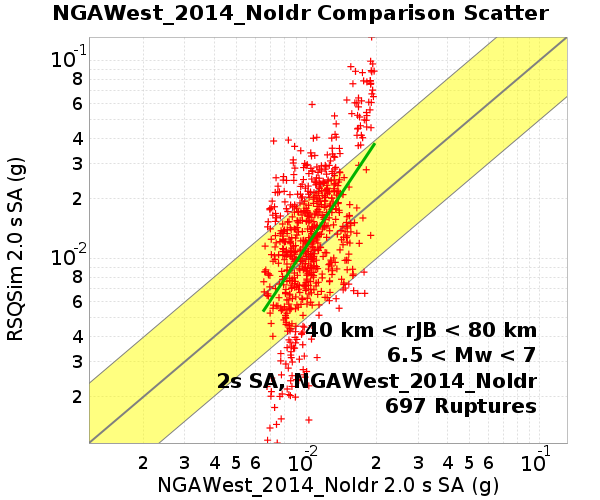 NGAWest_2014_NoIdr Comparison Scatter
RSQSim 2.0 s SA (g)
10-1
8
6
4
3
2
10-2
8
6
4
3
2
40 km < rJB < 80 km
6.5 < Mw < 7
2s SA, NGAWest_2014_NoIdr
697 Ruptures
2 3 4 5 6 10-2 2 3 4 5 6 10-1
NGAWest_2014_NoIdr 2.0 s SA (g)